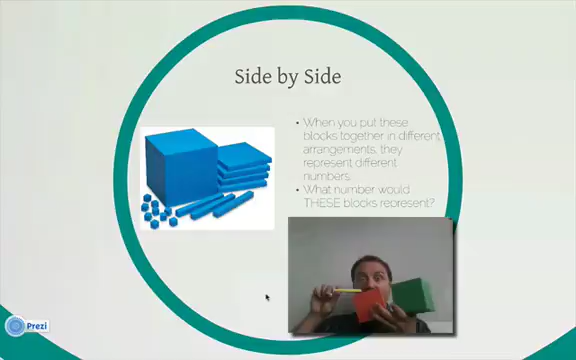 Side by Side
• When you put these
blocks together in different
arrangements, they
represent different
numbers.
• What number would
THESE blocks represent?
Prezi